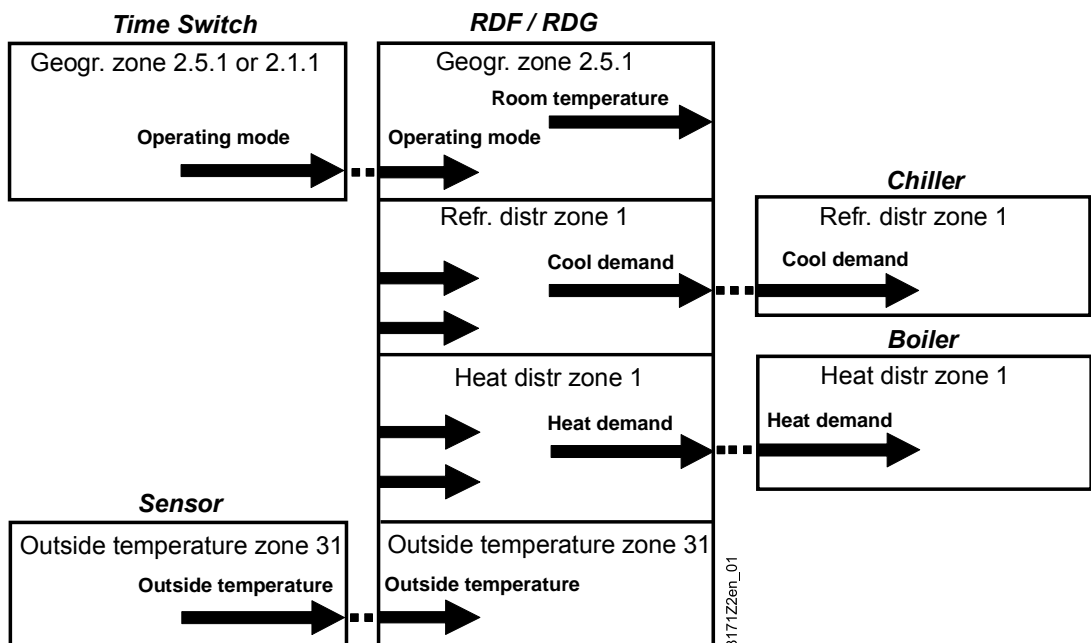 Time Switch
RDF / RDG
Geogr. zone 2.5.1 or 2.1.1
Geogr. zone 2.5.1
Room temperature
Operating mode
Operating mode
Chiller
Refr. distr zone 1
Refr. distr zone 1
Cool demand
Cool demand
Boiler
Heat distr zone 1
Heat distr zone 1
Heat demand
Heat demand
Sensor
Outside temperature zone 31
Outside temperature zone 31
Outside temperature
Outside temperature
3171Z2en_01